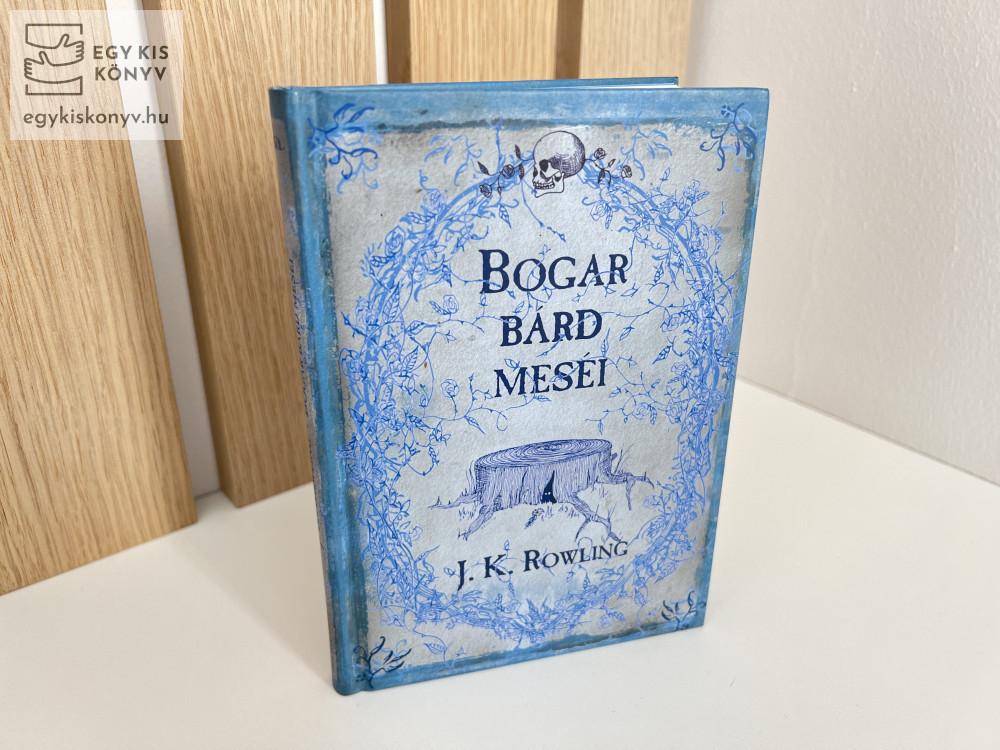 EGY KIS
KÖNYV
egykiskonyv.hu
BOGAR
BÁRD
MESÉI
J. K. ROWLING